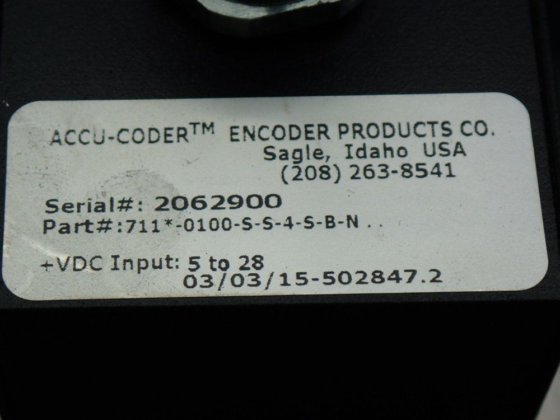 ACCU-CODER™ ENCODER PRODUCTS CO.
Sagle, Idaho USA
(208) 263-8541
Serial#: 2062900
Part#:711*-0100-S-S-4-S-B-N . .
+VDC Input: 5 to 28
03/03/15-502847.2